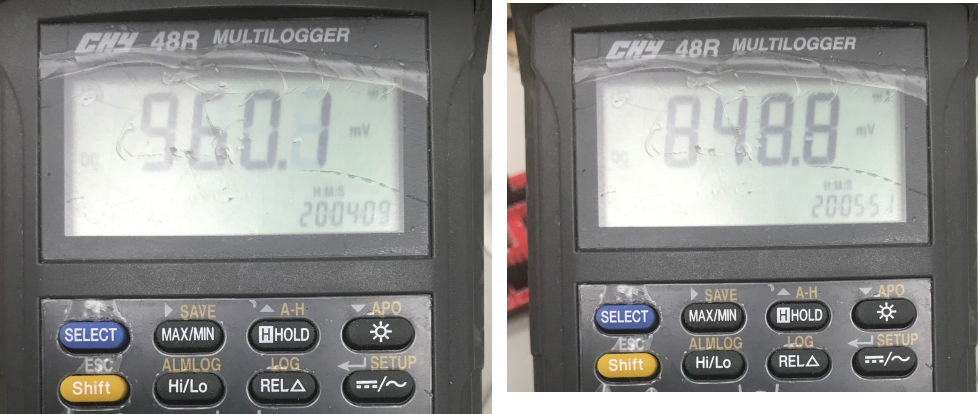 CHY 48R MULTILOGGER
960.1 mV
DC
H:M:S
200409
SAVE A-H APO
SELECT MAX/MIN H HOLD
ESC ALMLOG LOG SETUP
Shift Hi/Lo REL△ ⎓/～
CHY 48R MULTILOGGER
848.8 mV
DC
H:M:S
200551
SAVE A-H APO
SELECT MAX/MIN H HOLD
ESC ALMLOG LOG SETUP
Shift Hi/Lo REL△ ⎓/～